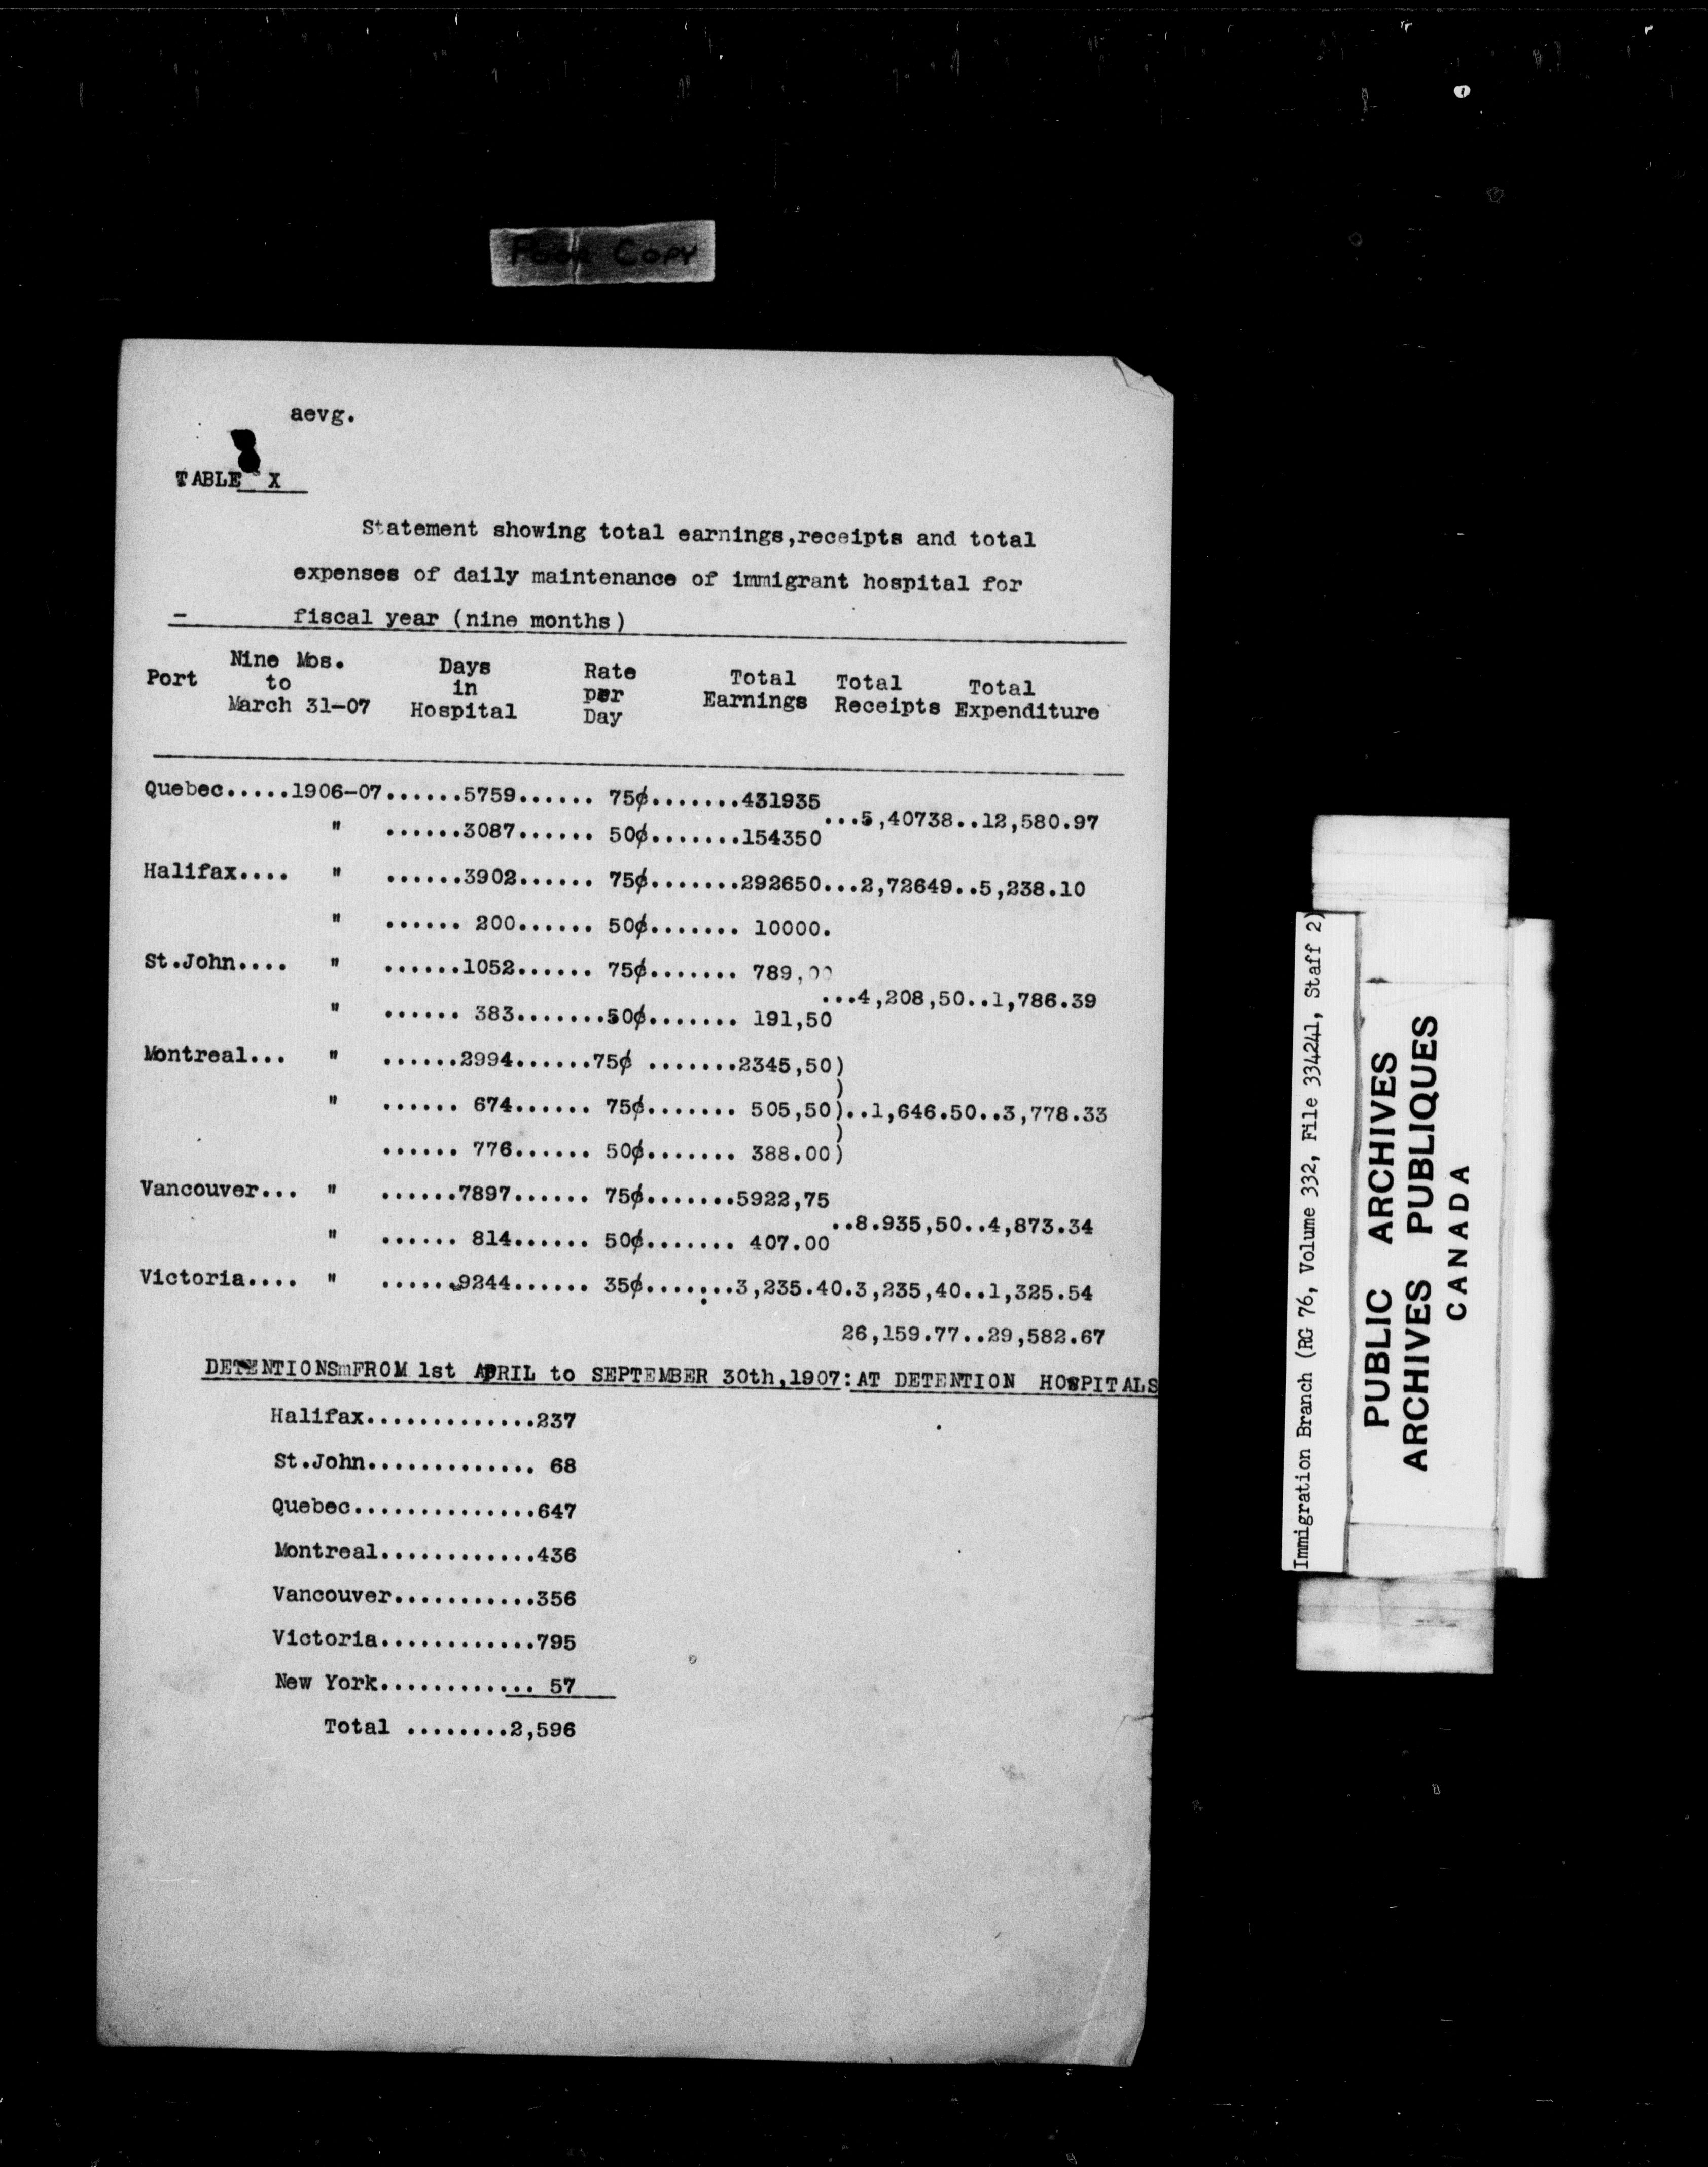 Poor Copy
aevg.
TABLE X
Statement showing total earnings,receipts and total
expenses of daily maintenance of immigrant hospital for
- fiscal year (nine months)
Port Nine Mos. to March 31-07 Days in Hospital Rate per Day Total Earnings Total Receipts Total Expenditure
Quebec.....1906-07......5759...... 75¢.......431935
...5,40738..12,580.97
" ......3087...... 50¢.......154350
Halifax.... " ......3902...... 75¢.......292650...2,72649..5,238.10
" ...... 200...... 50¢....... 10000.
St.John.... " ......1052...... 75¢....... 789,00
...4,208,50..1,786.39
" ...... 383.......50¢....... 191,50
Montreal... " ......2994......75¢ .......2345,50)
)
" ...... 674...... 75¢....... 505,50)..1,646.50..3,778.33
)
...... 776...... 50¢....... 388.00)
Vancouver... " ......7897...... 75¢.......5922,75
..8.935,50..4,873.34
" ...... 814...... 50¢....... 407.00
Victoria.... " ......9244...... 35¢.......3,235.40.3,235,40..1,325.54
26,159.77..29,582.67
DETENTIONSmFROM 1st APRIL to SEPTEMBER 30th,1907:AT DETENTION HOSPITALS
Halifax.............237
St.John............. 68
Quebec..............647
Montreal............436
Vancouver...........356
Victoria............795
New York............ 57
Total ........2,596
Immigration Branch (RG 76, Volume 332, File 334241, Staff 2)
PUBLIC ARCHIVES
ARCHIVES PUBLIQUES
CANADA